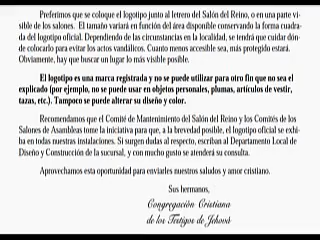 Preferimos que se coloque el logotipo junto al letrero del Salón del Reino, o en una parte vi-
sible de los salones. El tamaño variará en función del área disponible conservando la forma cuadra-
da del logotipo oficial. Dependiendo de las circunstancias en la localidad, se tendrá que cuidar dón-
de colocarlo para evitar los actos vandálicos. Cuanto menos accesible sea, más protegido estará.
Obviamente, hay que buscar un lugar lo más visible posible.
El logotipo es una marca registrada y no se puede utilizar para otro fin que no sea el
explicado (por ejemplo, no se puede usar en objetos personales, plumas, artículos de vestir,
tazas, etc.). Tampoco se puede alterar su diseño y color.
Recomendamos que el Comité de Mantenimiento del Salón del Reino y los Comités de los
Salones de Asambleas tome la iniciativa para que, a la brevedad posible, el logotipo oficial se exhi-
ba en todas nuestras instalaciones. Si surgen dudas al respecto, escriban al Departamento Local de
Diseño y Construcción de la sucursal, y con mucho gusto se atenderá su consulta.
Aprovechamos esta oportunidad para enviarles nuestros saludos y amor cristiano.
Sus hermanos,
Congregación Cristiana
de los Testigos de Jehová